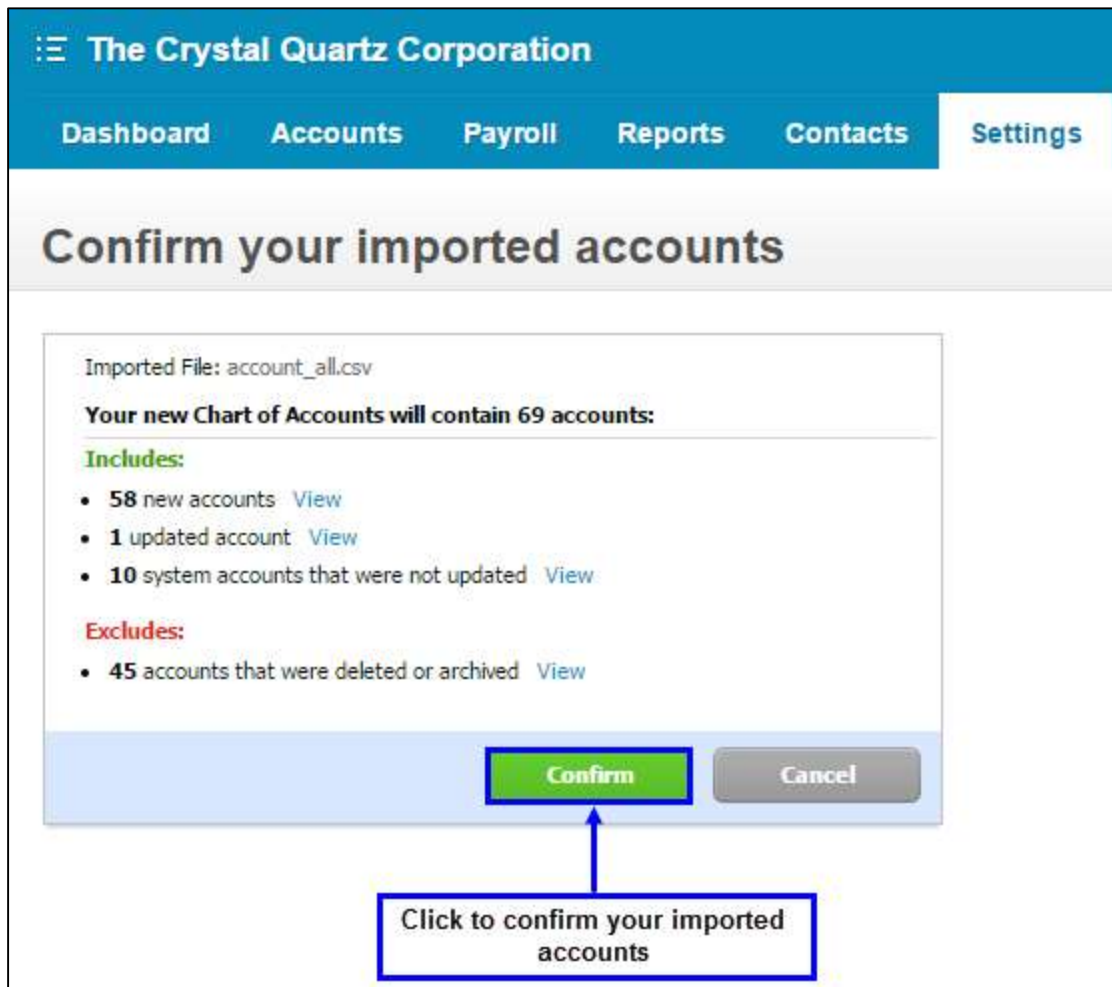 The Crystal Quartz Corporation
Dashboard Accounts Payroll Reports Contacts Settings
Confirm your imported accounts
Imported File: account_all.csv
Your new Chart of Accounts will contain 69 accounts:
Includes:
• 58 new accounts View
• 1 updated account View
• 10 system accounts that were not updated View
Excludes:
• 45 accounts that were deleted or archived View
Confirm Cancel
Click to confirm your imported
accounts